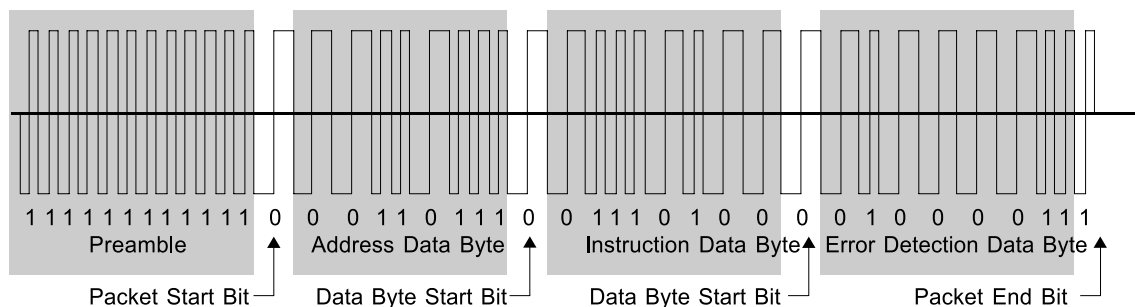 1 1 1 1 1 1 1 1 1 1 1 1 0 0 0 1 1 0 1 1 1 0 0 1 1 1 0 1 0 0 0 0 1 0 0 0 0 1 1 1
Preamble Address Data Byte Instruction Data Byte Error Detection Data Byte
Packet Start Bit Data Byte Start Bit Data Byte Start Bit Packet End Bit